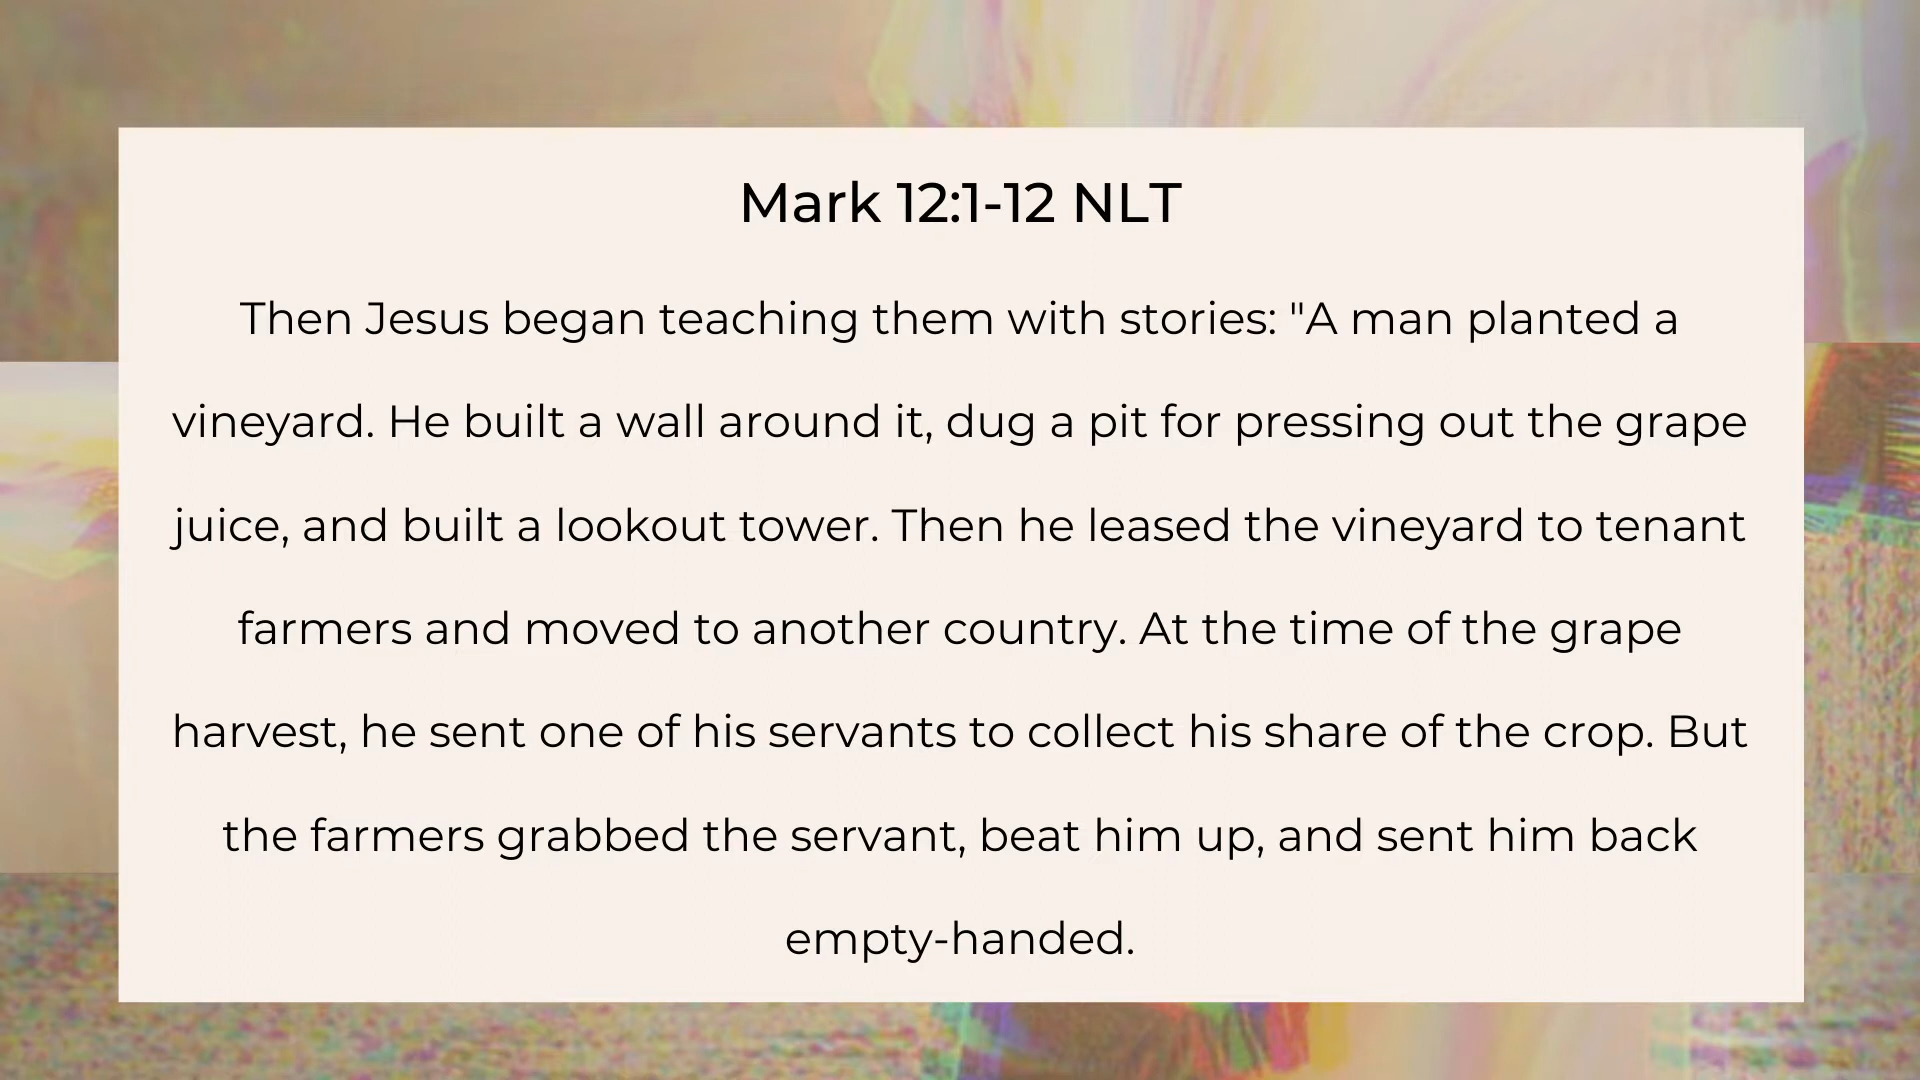 Mark 12:1-12 NLT
Then Jesus began teaching them with stories: "A man planted a
vineyard. He built a wall around it, dug a pit for pressing out the grape
juice, and built a lookout tower. Then he leased the vineyard to tenant
farmers and moved to another country. At the time of the grape
harvest, he sent one of his servants to collect his share of the crop. But
the farmers grabbed the servant, beat him up, and sent him back
empty-handed.